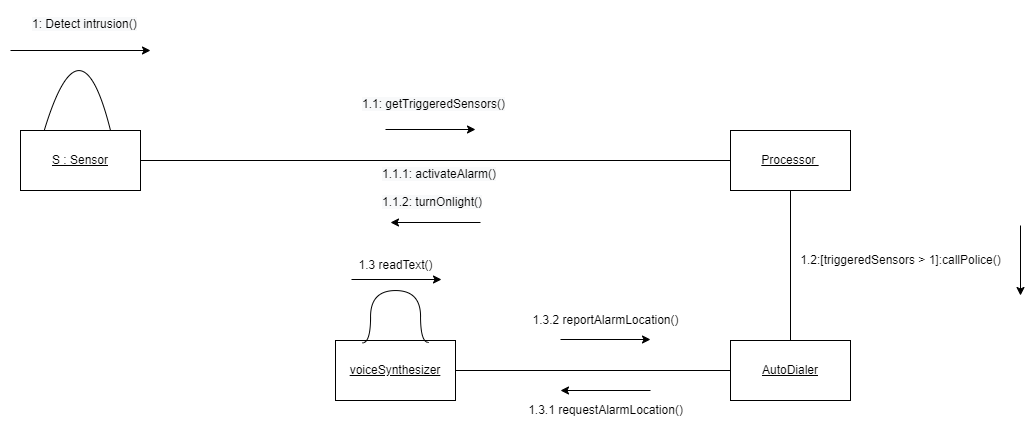 1: Detect intrusion()
1.1: getTriggeredSensors()
S : Sensor
Processor
1.1.1: activateAlarm()
1.1.2: turnOnlight()
1.2:[triggeredSensors > 1]:callPolice()
1.3 readText()
1.3.2 reportAlarmLocation()
voiceSynthesizer
AutoDialer
1.3.1 requestAlarmLocation()